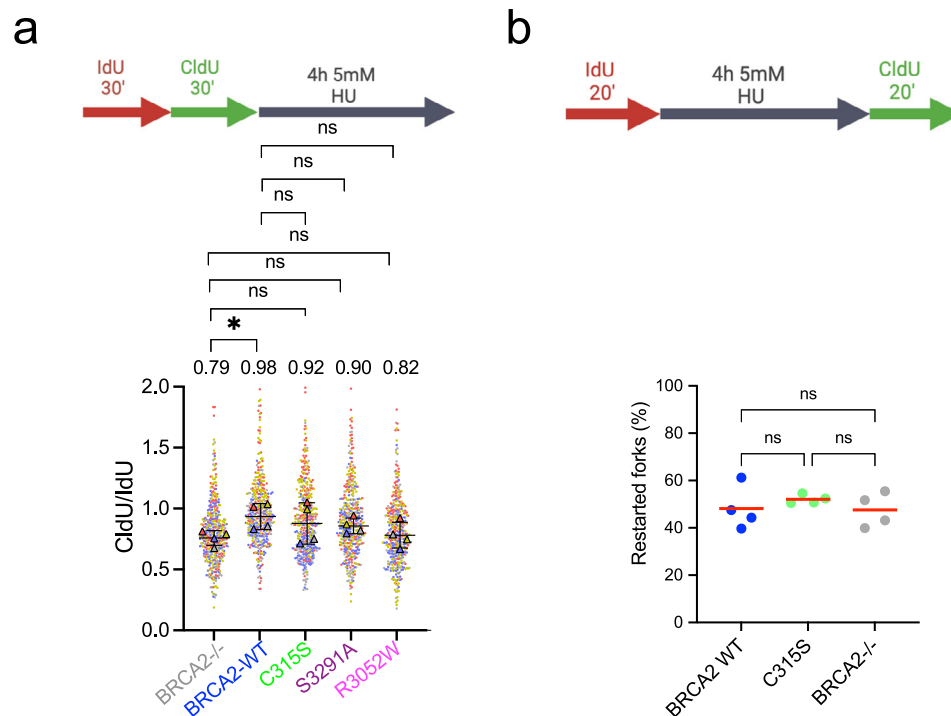 a
IdU
30'
CldU
30'
4h 5mM
HU
ns
ns
ns
ns
ns
ns
*
0.79 0.98 0.92 0.90 0.82
CldU/IdU
2.0
1.5
1.0
0.5
0.0
BRCA2-/-
BRCA2-WT
C315S
S3291A
R3052W
b
IdU
20'
4h 5mM
HU
CldU
20'
ns
ns ns
Restarted forks (%)
100
80
60
40
20
0
BRCA2 WT
C315S
BRCA2-/-